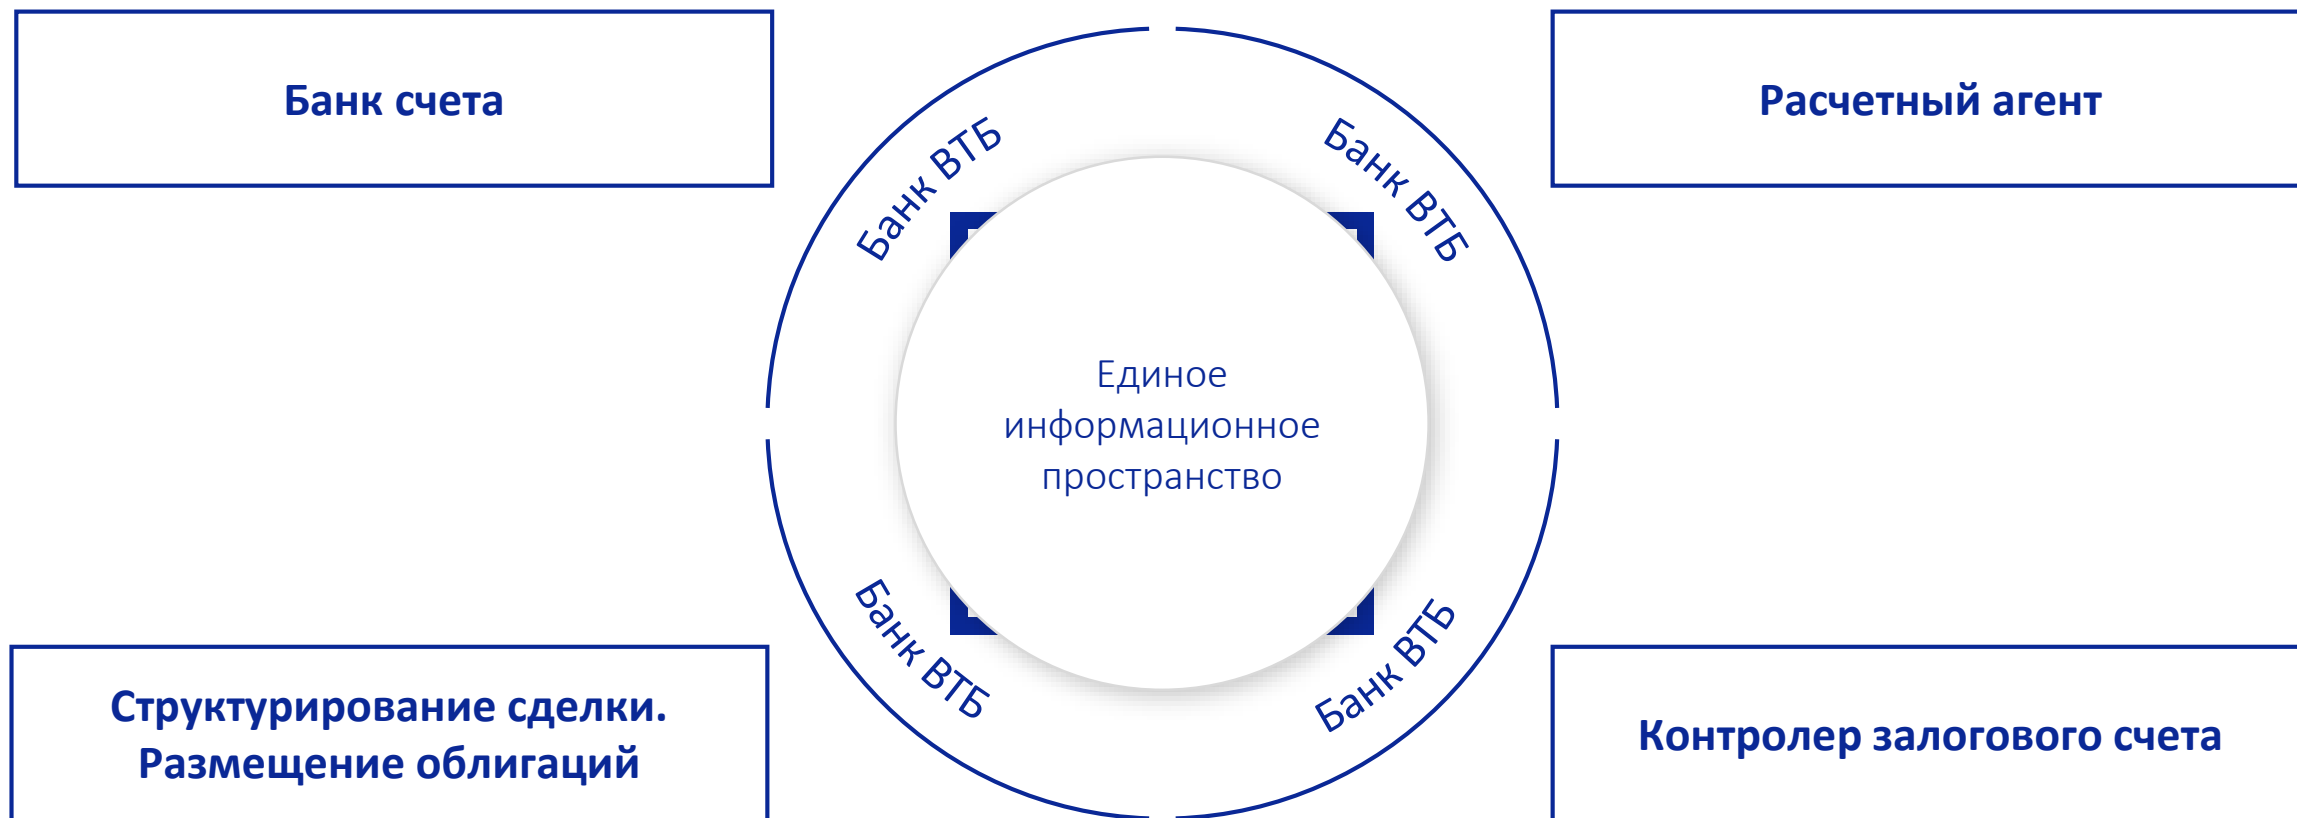 Банк счета
Расчетный агент
Банк ВТБ
Банк ВТБ
Единое
информационное
пространство
Банк ВТБ
Банк ВТБ
Структурирование сделки.
Размещение облигаций
Контролер залогового счета